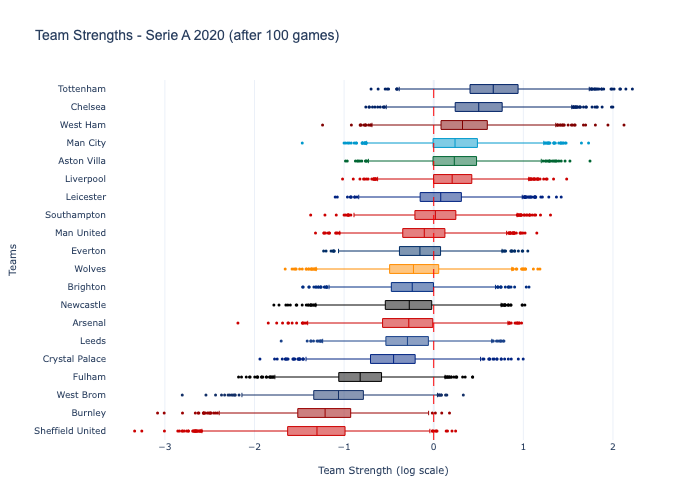 Team Strengths - Serie A 2020 (after 100 games)
Teams
Tottenham
Chelsea
West Ham
Man City
Aston Villa
Liverpool
Leicester
Southampton
Man United
Everton
Wolves
Brighton
Newcastle
Arsenal
Leeds
Crystal Palace
Fulham
West Brom
Burnley
Sheffield United
−3 −2 −1 0 1 2
Team Strength (log scale)